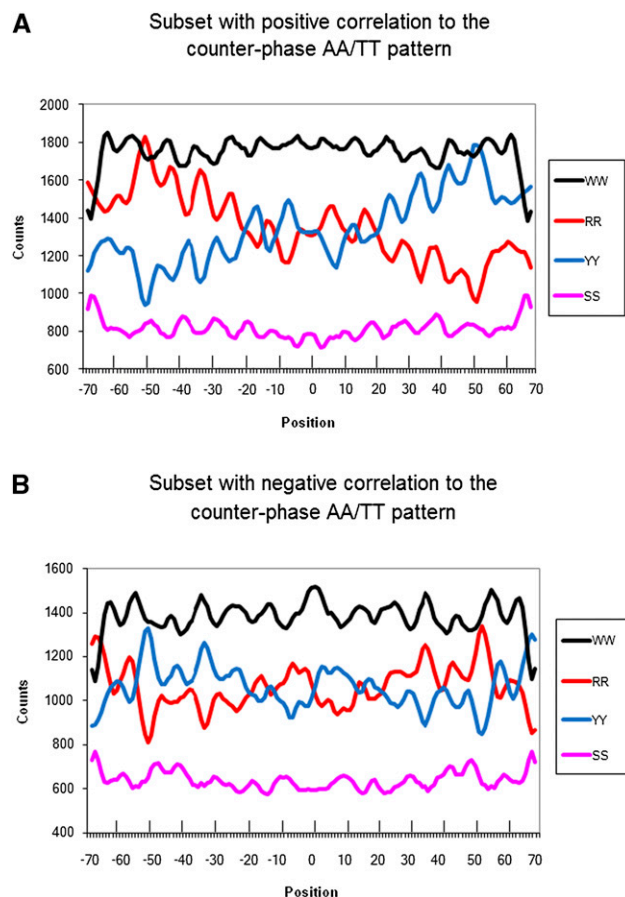 A
Subset with positive correlation to the
counter-phase AA/TT pattern
2000
1800
1600
1400
1200
1000
800
600
Counts
-70 -60 -50 -40 -30 -20 -10 0 10 20 30 40 50 60 70
Position
WW
RR
YY
SS
B
Subset with negative correlation to the
counter-phase AA/TT pattern
1600
1400
1200
1000
800
600
400
Counts
-70 -60 -50 -40 -30 -20 -10 0 10 20 30 40 50 60 70
Position
WW
RR
YY
SS